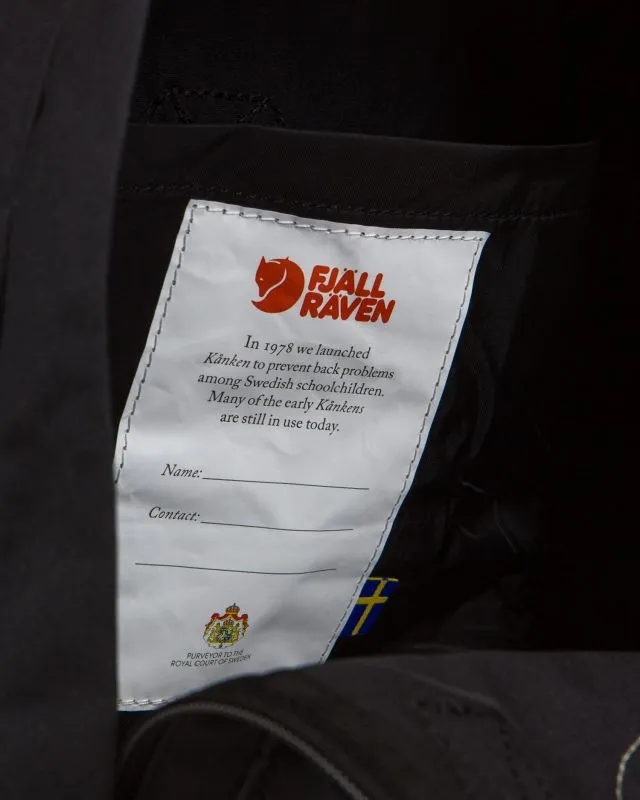 FJÄLL
RÄVEN
In 1978 we launched
Kånken to prevent back problems
among Swedish schoolchildren.
Many of the early Kånkens
are still in use today.
Name:
Contact:
PURVEYOR TO THE
ROYAL COURT OF SWEDEN